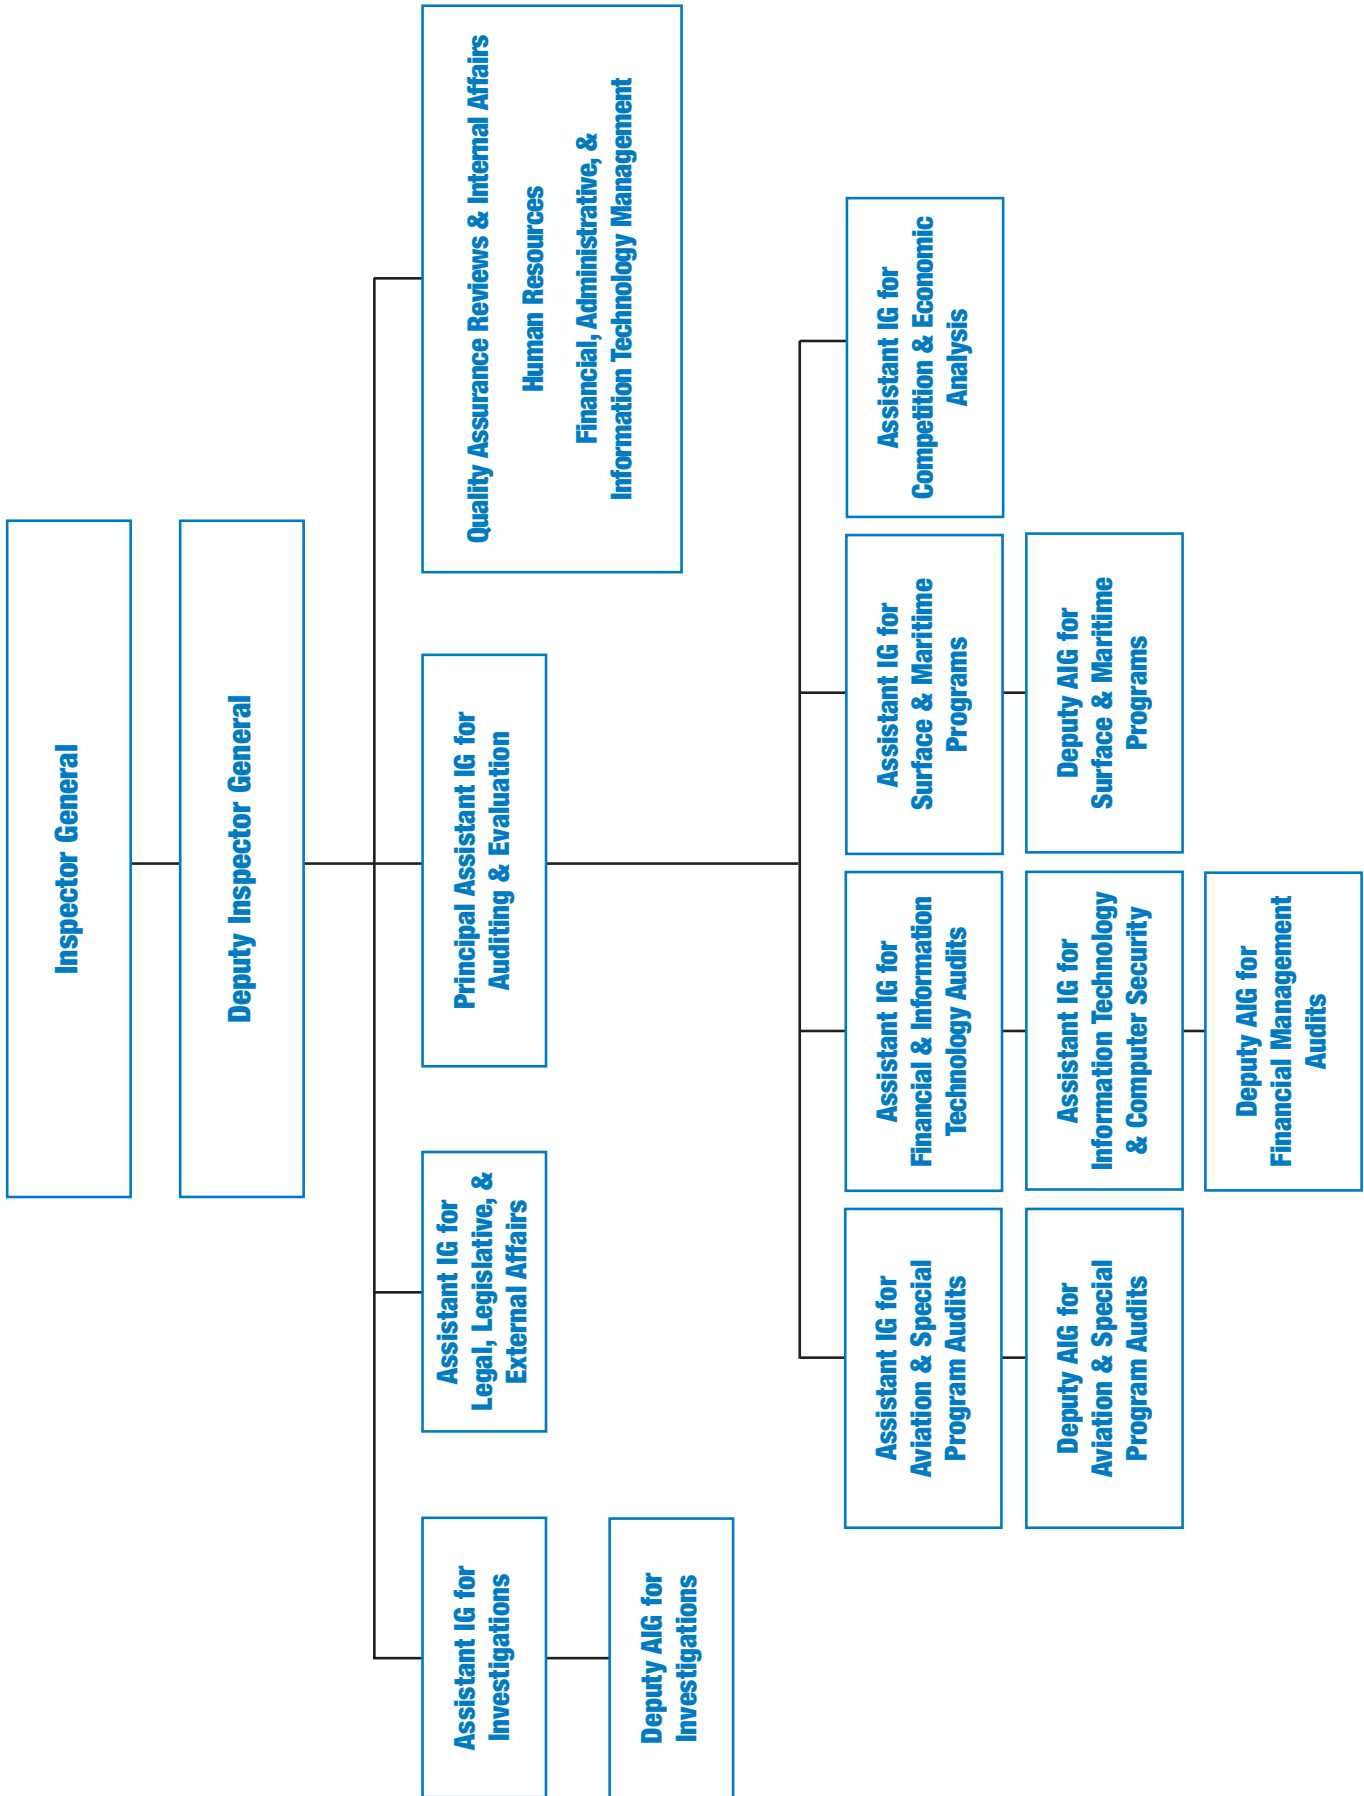 Inspector General
Deputy Inspector General
Assistant IG for
Investigations
Deputy AIG for
Investigations
Assistant IG for
Legal, Legislative, &
External Affairs
Principal Assistant IG for
Auditing & Evaluation
Quality Assurance Reviews & Internal Affairs
Human Resources
Financial, Administrative, &
Information Technology Management
Assistant IG for
Aviation & Special
Program Audits
Deputy AIG for
Aviation & Special
Program Audits
Assistant IG for
Financial & Information
Technology Audits
Assistant IG for
Information Technology
& Computer Security
Deputy AIG for
Financial Management
Audits
Assistant IG for
Surface & Maritime
Programs
Deputy AIG for
Surface & Maritime
Programs
Assistant IG for
Competition & Economic
Analysis